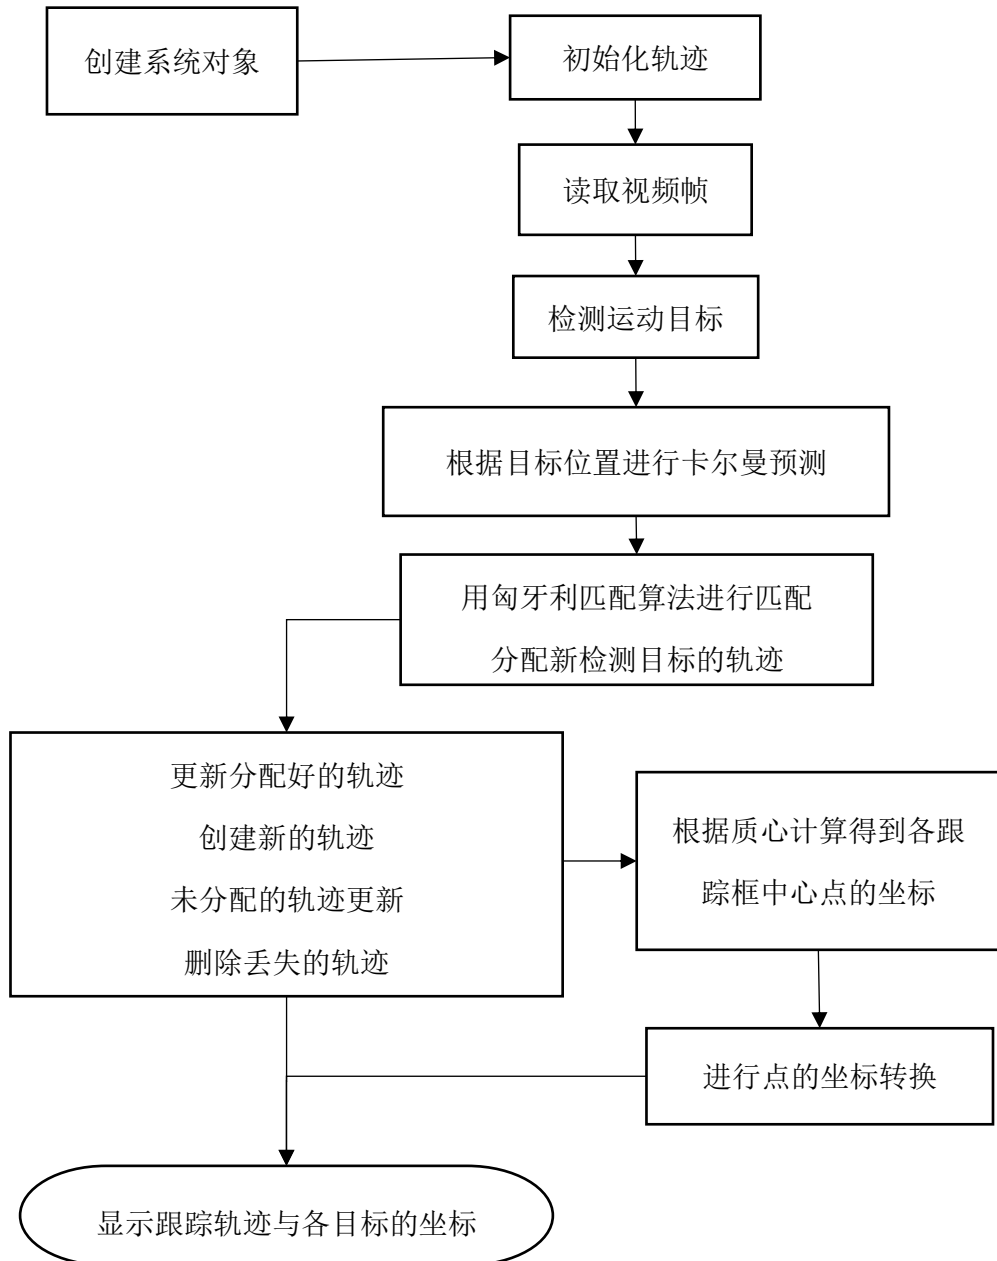 创建系统对象
初始化轨迹
读取视频帧
检测运动目标
根据目标位置进行卡尔曼预测
用匈牙利匹配算法进行匹配
分配新检测目标的轨迹
更新分配好的轨迹
创建新的轨迹
未分配的轨迹更新
删除丢失的轨迹
根据质心计算得到各跟
踪框中心点的坐标
进行点的坐标转换
显示跟踪轨迹与各目标的坐标